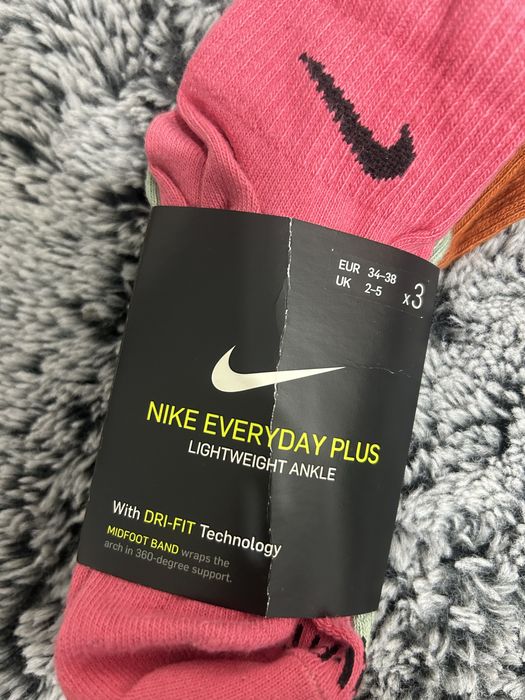 EUR 34-38
UK 2-5 x3
NIKE EVERYDAY PLUS
LIGHTWEIGHT ANKLE
With DRI-FIT Technology
MIDFOOT BAND wraps the
arch in 360-degree support.